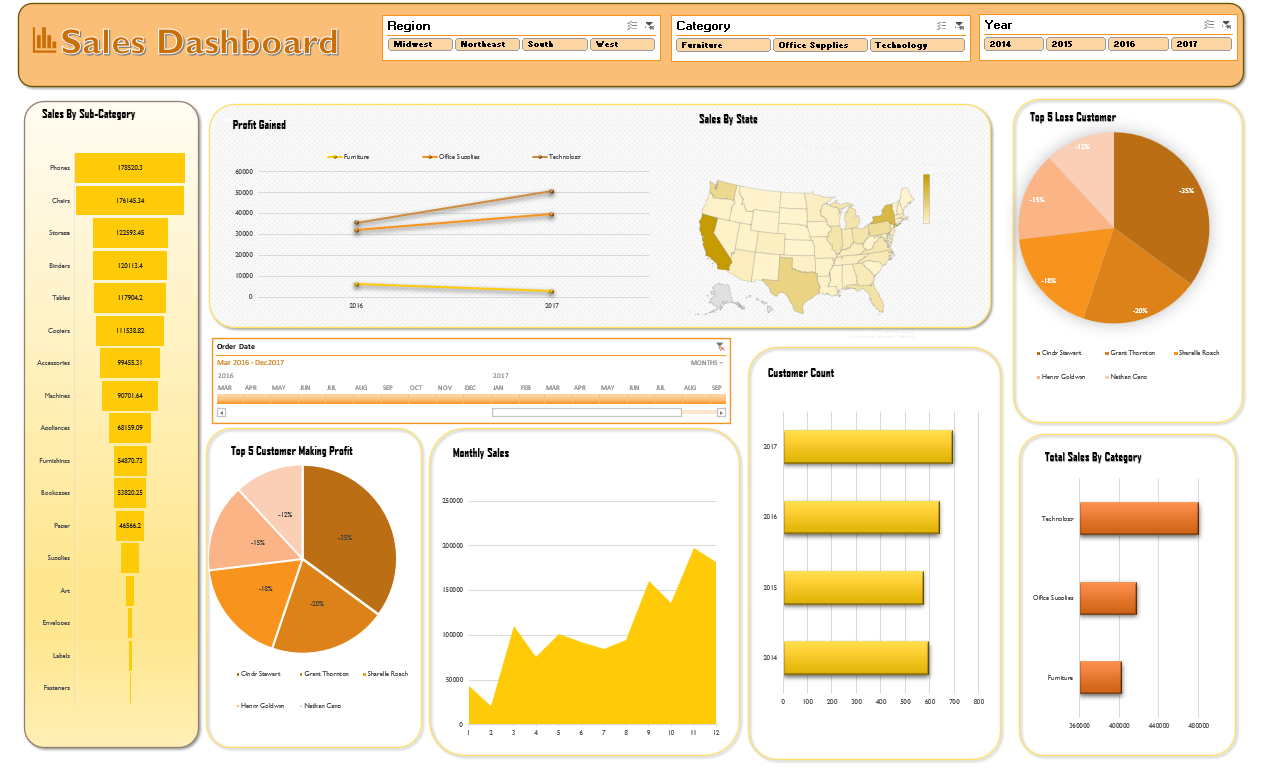 Sales Dashboard
Region
Midwest Northeast South West
Category
Furniture Office Supplies Technology
Year
2014 2015 2016 2017
Sales By Sub-Category
Phones 178520.3
Chairs 176145.34
Storage 122593.45
Binders 120113.4
Tables 117904.2
Copiers 111538.82
Accessories 99455.31
Machines 90701.64
Appliances 68159.09
Furnishings 54870.73
Bookcases 53820.25
Paper 46566.2
Supplies
Art
Envelopes
Labels
Fasteners
Profit Gained
Furniture Office Supplies Technology
60000
50000
40000
30000
20000
10000
0
2016 2017
Sales By State
Top 5 Loss Customer
-12%
-35%
-15%
-18%
-20%
Cindy Stewart Grant Thornton Sharelle Roach
Henry Goldwyn Nathan Cano
Order Date
Mar 2016 - Dec2017 MONTHS
2016 2017
MAR APR MAY JUN JUL AUG SEP OCT NOV DEC JAN APR MAY JUN JUL AUG SEP
Top 5 Customer Making Profit
-12%
-35%
-15%
-18%
-20%
Cindy Stewart Grant Thornton Sharelle Roach
Henry Goldwyn Nathan Cano
Monthly Sales
250000
200000
150000
100000
50000
0
1 2 3 4 5 6 7 8 9 10 11 12
Customer Count
2017
2016
2015
2014
0 100 200 300 400 500 600 700 800
Total Sales By Category
Technology
Office Supplies
Furniture
360000 400000 440000 480000